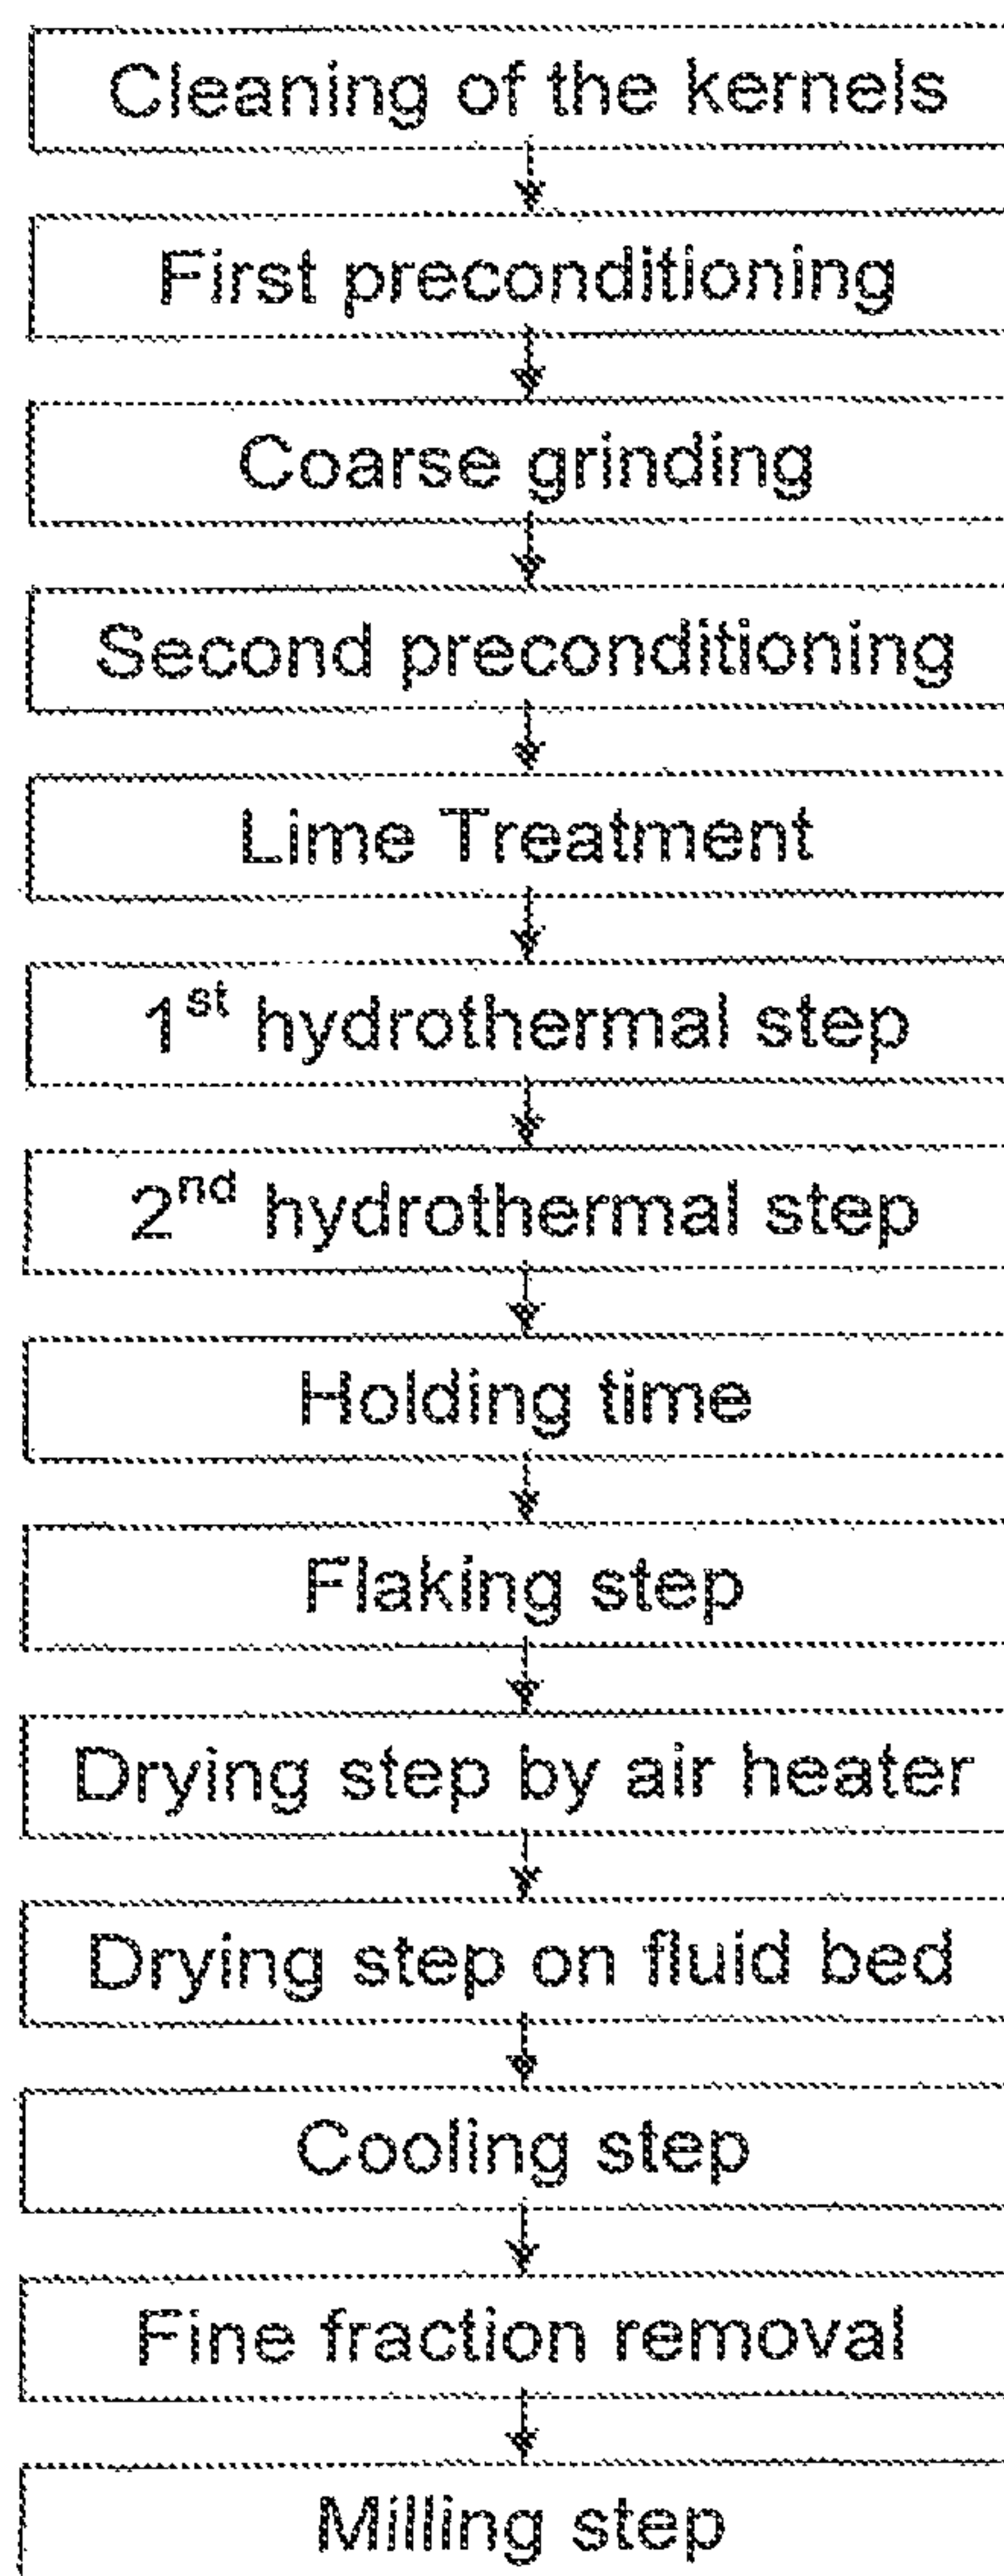 Cleaning of the kernels
First preconditioning
Coarse grinding
Second preconditioning
Lime Treatment
1st hydrothermal step
2nd hydrothermal step
Holding time
Flaking step
Drying step by air heater
Drying step on fluid bed
Cooling step
Fine fraction removal
Milling step